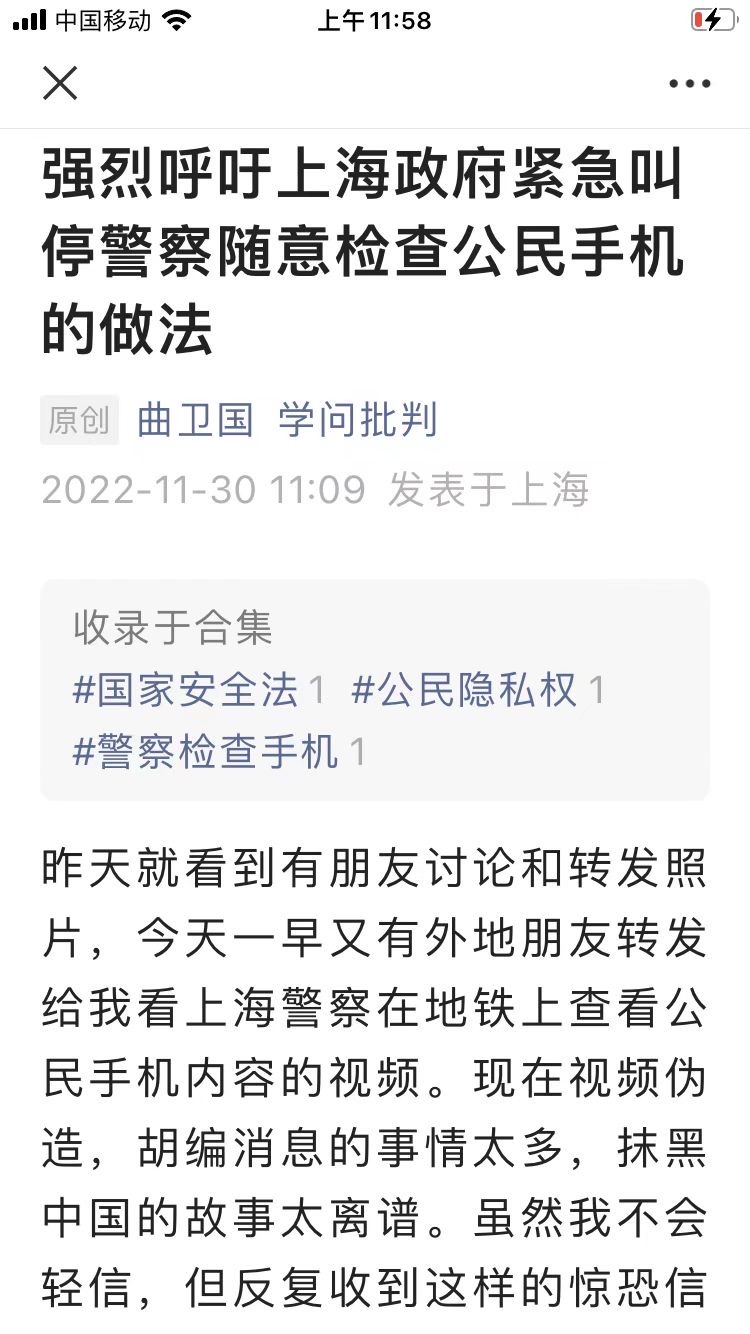 中国移动 上午11:58
强烈呼吁上海政府紧急叫
停警察随意检查公民手机
的做法
原创 曲卫国 学问批判
2022-11-30 11:09 发表于上海
收录于合集
#国家安全法 1 #公民隐私权 1
#警察检查手机 1
昨天就看到有朋友讨论和转发照
片，今天一早又有外地朋友转发
给我看上海警察在地铁上查看公
民手机内容的视频。现在视频伪
造，胡编消息的事情太多，抹黑
中国的故事太离谱。虽然我不会
轻信，但反复收到这样的惊恐信